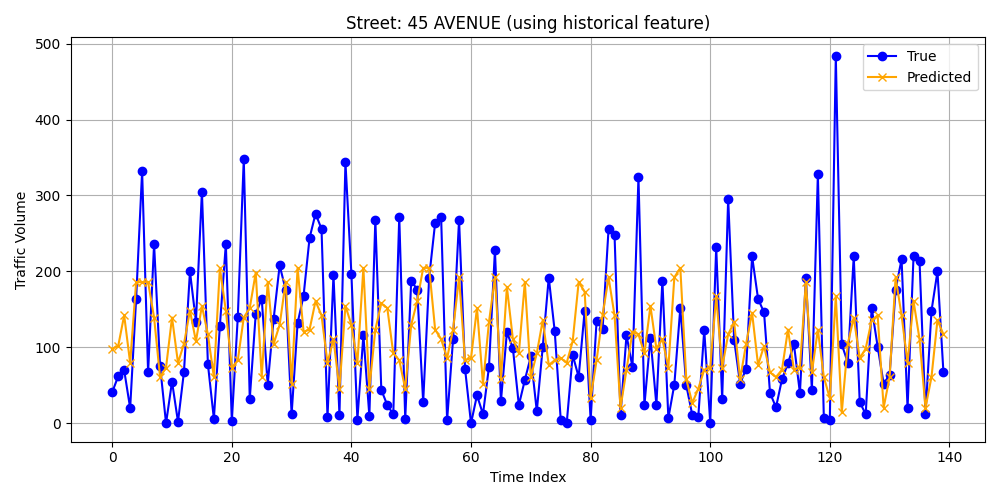 Street: 45 AVENUE (using historical feature)
True
Predicted
Traffic Volume
500
400
300
200
100
0
0 20 40 60 80 100 120 140
Time Index